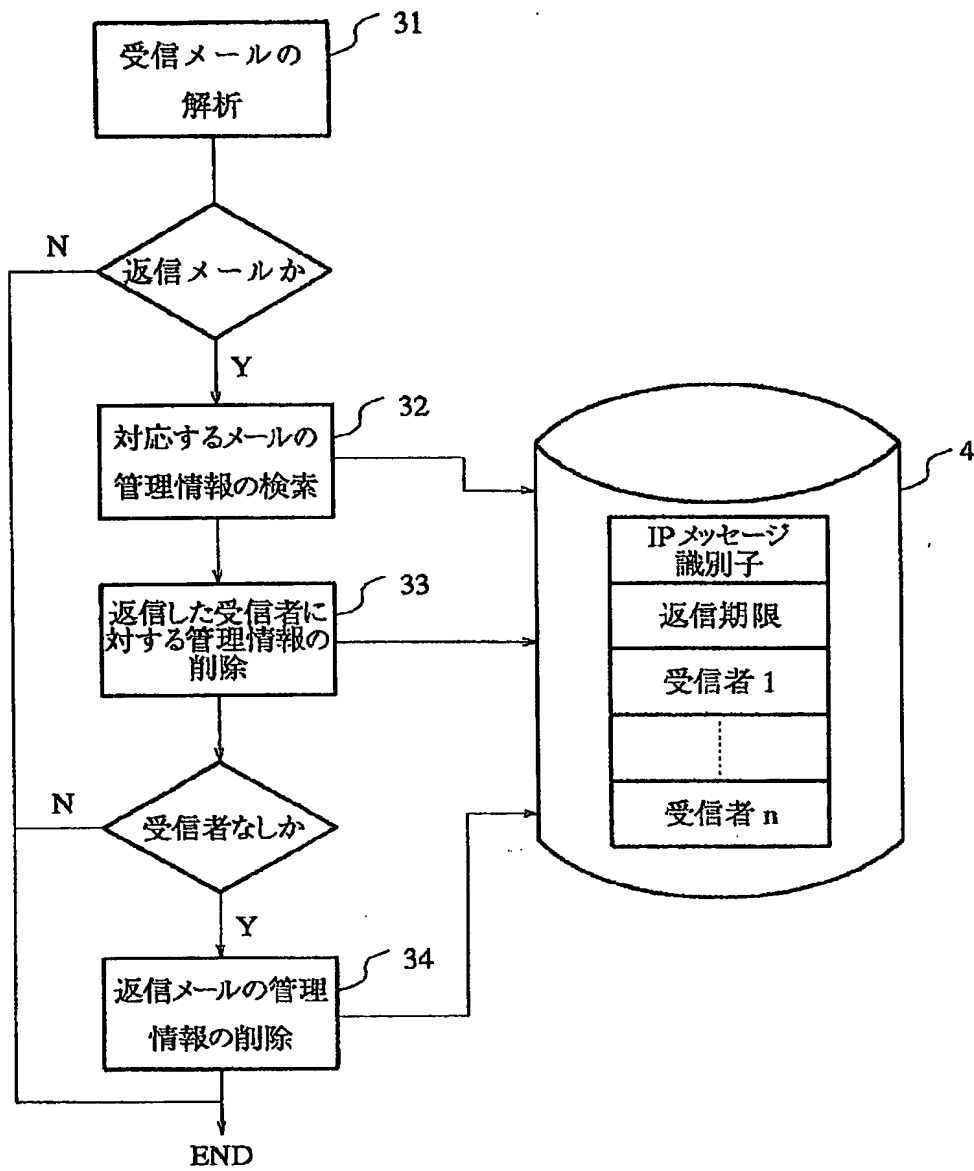 31
受信メールの
解析
N
返信メールか
Y
32
対応するメールの
管理情報の検索
33
返信した受信者に
対する管理情報の
削除
N
受信者なしか
Y
34
返信メールの管理
情報の削除
END
4
IPメッセージ
識別子
返信期限
受信者 1
受信者 n